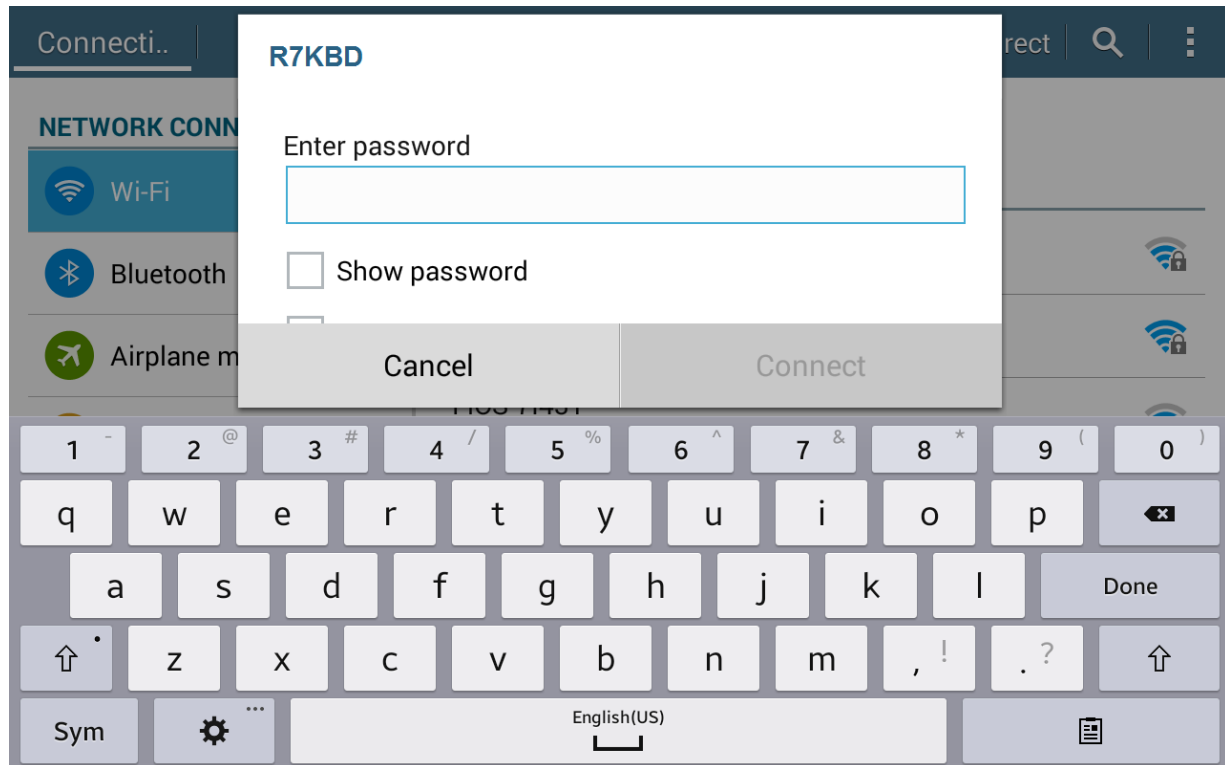 Connecti..
rect
R7KBD
NETWORK CONN
Enter password
Wi-Fi
Bluetooth
Show password
Airplane m
Cancel
Connect
1 - 2 @ 3 # 4 / 5 % 6 ^ 7 & 8 * 9 ( 0 )
q w e r t y u i o p
a s d f g h j k l Done
z x c v b n m , ! . ?
Sym English(US)